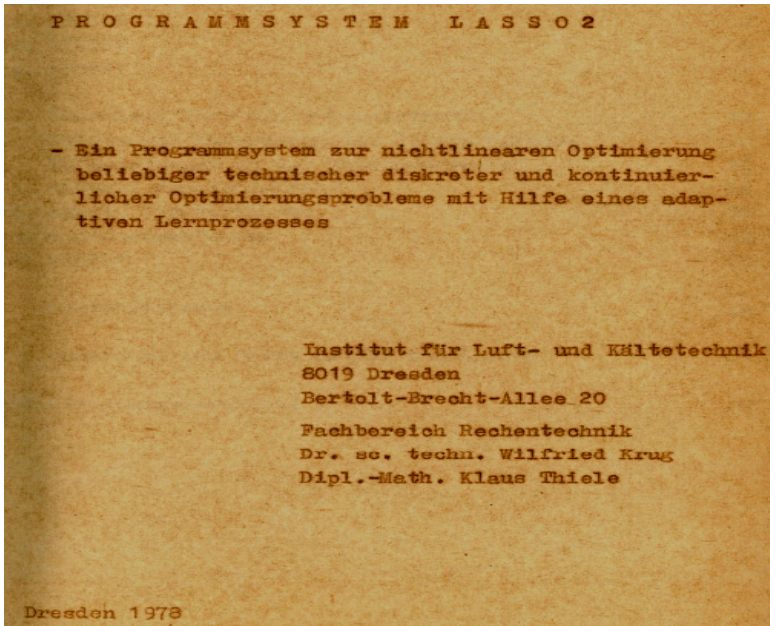 PROGRAMMSYSTEM LASSO2
- Ein Programmsystem zur nichtlinearen Optimierung
beliebiger technischer diskreter und kontinuier-
licher Optimierungsprobleme mit Hilfe eines adap-
tiven Lernprozesses
Institut für Luft- und Kältetechnik
8019 Dresden
Bertolt-Brecht-Allee 20
Fachbereich Rechentechnik
Dr. sc. techn. Wilfried Krug
Dipl.-Math. Klaus Thiele
Dresden 1978